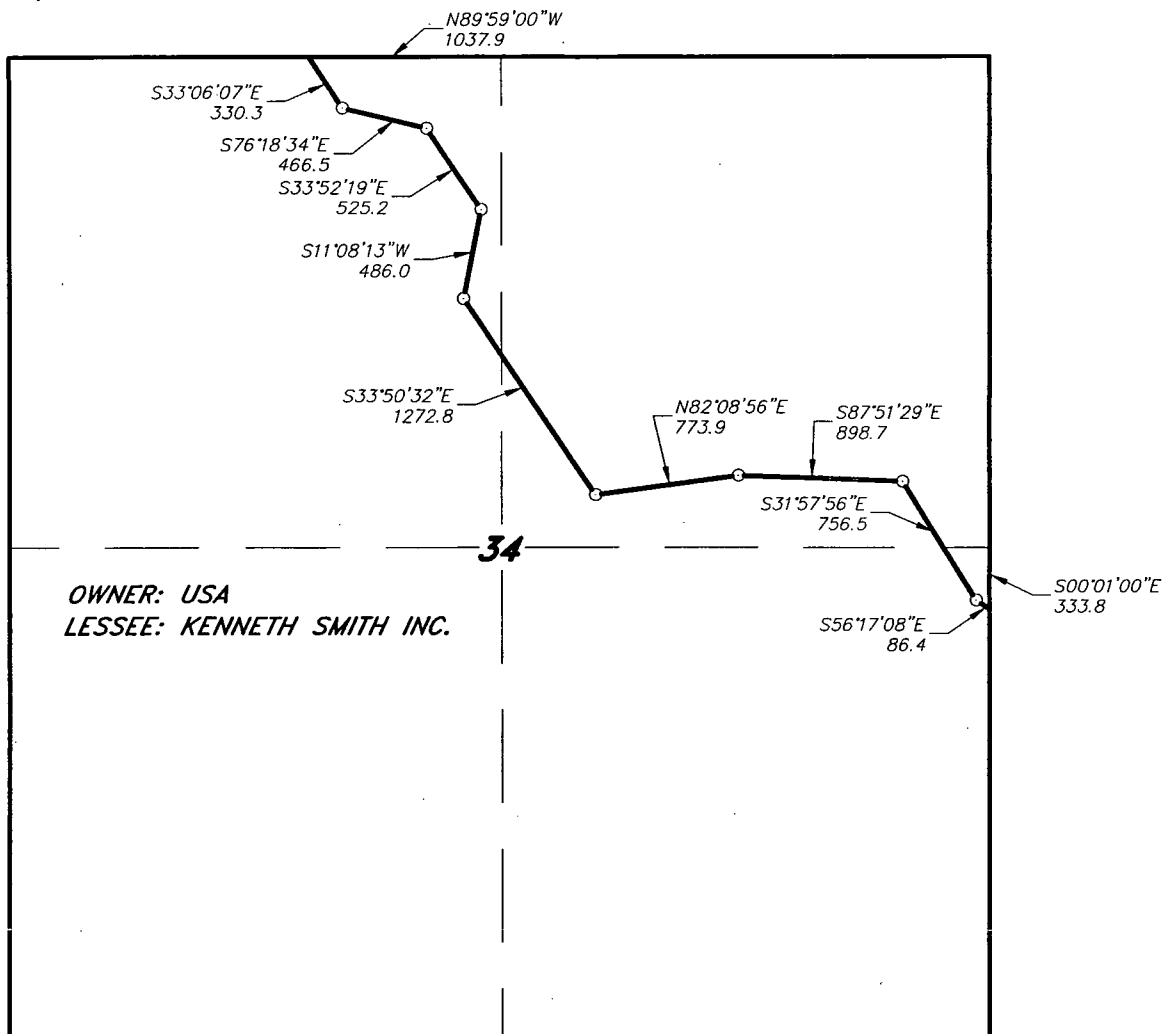 N89°59'00"W
1037.9
S33°06'07"E
330.3
S76°18'34"E
466.5
S33°52'19"E
525.2
S11°08'13"W
486.0
S33°50'32"E
1272.8
N82°08'56"E
773.9
S87°51'29"E
898.7
S31°57'56"E
756.5
34
OWNER: USA
LESSEE: KENNETH SMITH INC.
S00°01'00"E
333.8
S56°17'08"E
86.4